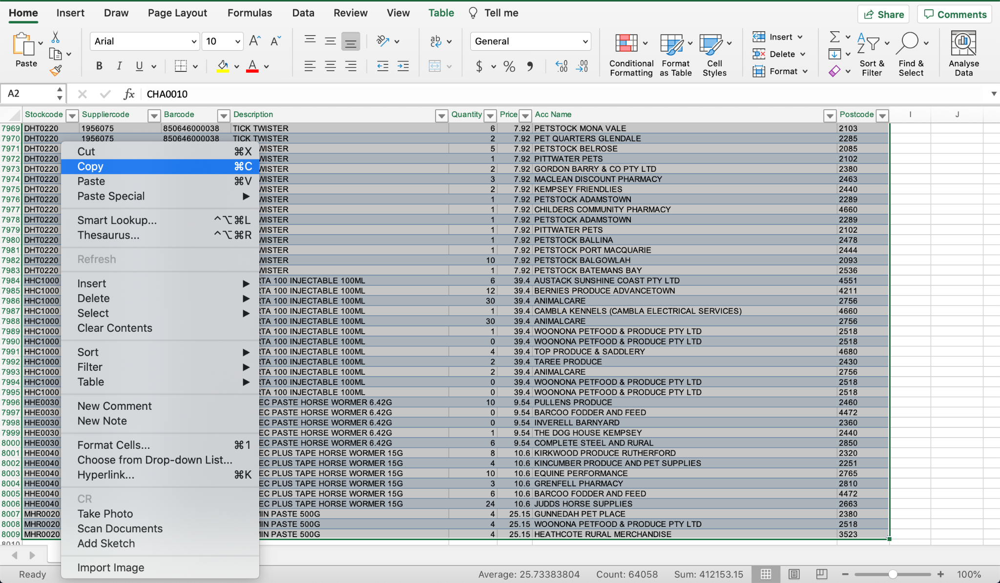 Home Insert Draw Page Layout Formulas Data Review View Table Tell me Share Comments
Paste Arial 10 General Insert
B I U $ % Delete
Conditional Formatting Format as Table Cell Styles Format Sort & Filter Find & Select Analyse Data
A2 fx CHA0010
Stockcode Suppliercode Barcode Description Quantity Price Acc Name Postcode I J
7969 DHT0220 1956075 850646000038 TICK TWISTER 6 7.92 PETSTOCK MONA VALE 2103
7970 DHT0220 1956075 850646000038 TICK TWISTER 2 7.92 PET QUARTERS GLENDALE 2285
7971 DHT0220 WISTER 5 7.92 PETSTOCK BELROSE 2085
7972 DHT0220 WISTER 1 7.92 PITTWATER PETS 2102
7973 DHT0220 WISTER 2 7.92 GORDON BARRY & CO PTY LTD 2380
7974 DHT0220 WISTER 3 7.92 MACLEAN DISCOUNT PHARMACY 2463
7975 DHT0220 WISTER 2 7.92 KEMPSEY FRIENDLIES 2440
7976 DHT0220 WISTER 1 7.92 PETSTOCK ADAMSTOWN 2289
7977 DHT0220 WISTER 1 7.92 CHILDERS COMMUNITY PHARMACY 4660
7978 DHT0220 WISTER 1 7.92 PETSTOCK ADAMSTOWN 2289
7979 DHT0220 WISTER 1 7.92 PITTWATER PETS 2102
7980 DHT0220 WISTER 1 7.92 PETSTOCK BALLINA 2478
7981 DHT0220 WISTER 1 7.92 PETSTOCK PORT MACQUARIE 2444
7982 DHT0220 WISTER 10 7.92 PETSTOCK BALGOWLAH 2093
7983 DHT0220 WISTER 1 7.92 PETSTOCK BATEMANS BAY 2536
7984 HHC1000 RTA 100 INJECTABLE 100ML 6 39.4 AUSTACK SUNSHINE COAST PTY LTD 4551
7985 HHC1000 RTA 100 INJECTABLE 100ML 12 39.4 BERNIES PRODUCE ADVANCETOWN 4211
7986 HHC1000 RTA 100 INJECTABLE 100ML 30 39.4 ANIMALCARE 2756
7987 HHC1000 RTA 100 INJECTABLE 100ML 1 39.4 CAMBLA KENNELS (CAMBLA ELECTRICAL SERVICES) 4660
7988 HHC1000 RTA 100 INJECTABLE 100ML 30 39.4 ANIMALCARE 2756
7989 HHC1000 RTA 100 INJECTABLE 100ML 1 39.4 WOONONA PETFOOD & PRODUCE PTY LTD 2518
7990 HHC1000 RTA 100 INJECTABLE 100ML 0 39.4 WOONONA PETFOOD & PRODUCE PTY LTD 2518
7991 HHC1000 RTA 100 INJECTABLE 100ML 4 39.4 TOP PRODUCE & SADDLERY 4680
7992 HHC1000 RTA 100 INJECTABLE 100ML 2 39.4 TAREE PRODUCE 2430
7993 HHC1000 RTA 100 INJECTABLE 100ML 2 39.4 ANIMALCARE 2756
7994 HHC1000 RTA 100 INJECTABLE 100ML 0 39.4 WOONONA PETFOOD & PRODUCE PTY LTD 2518
7995 HHC1000 RTA 100 INJECTABLE 100ML 0 39.4 WOONONA PETFOOD & PRODUCE PTY LTD 2518
7996 HHE0030 EC PASTE HORSE WORMER 6.42G 10 9.54 PULLENS PRODUCE 2460
7997 HHE0030 EC PASTE HORSE WORMER 6.42G 0 9.54 BARCOO FODDER AND FEED 4472
7998 HHE0030 EC PASTE HORSE WORMER 6.42G 0 9.54 INVERELL BARNYARD 2360
7999 HHE0030 EC PASTE HORSE WORMER 6.42G 1 9.54 THE DOG HOUSE KEMPSEY 2440
8000 HHE0030 EC PASTE HORSE WORMER 6.42G 6 9.54 COMPLETE STEEL AND RURAL 2850
8001 HHE0040 EC PLUS TAPE HORSE WORMER 15G 8 10.6 KIRKWOOD PRODUCE RUTHERFORD 2320
8002 HHE0040 EC PLUS TAPE HORSE WORMER 15G 4 10.6 KINCUMBER PRODUCE AND PET SUPPLIES 2251
8003 HHE0040 EC PLUS TAPE HORSE WORMER 15G 10 10.6 EQUINE PERFORMANCE 2765
8004 HHE0040 EC PLUS TAPE HORSE WORMER 15G 3 10.6 GRENFELL PHARMACY 2810
8005 HHE0040 EC PLUS TAPE HORSE WORMER 15G 6 10.6 BARCOO FODDER AND FEED 4472
8006 HHE0040 EC PLUS TAPE HORSE WORMER 15G 24 10.6 JUDDS HORSE SUPPLIES 2663
8007 MHR0020 MIN PASTE 500G 4 25.15 GUNNEDAH PET PLACE 2380
8008 MHR0020 MIN PASTE 500G 4 25.15 WOONONA PETFOOD & PRODUCE PTY LTD 2518
8009 MHR0020 MIN PASTE 500G 4 25.15 HEATHCOTE RURAL MERCHANDISE 3523
8010
Cut ⌘X
Copy ⌘C
Paste ⌘V
Paste Special
Smart Lookup... ^⌥⌘L
Thesaurus... ^⌥⌘R
Refresh
Insert
Delete
Select
Clear Contents
Sort
Filter
Table
New Comment
New Note
Format Cells... ⌘1
Choose from Drop-down List...
Hyperlink... ⌘K
CR
Take Photo
Scan Documents
Add Sketch
Import Image
Ready Average: 25.73383804 Count: 64058 Sum: 412153.15 100%